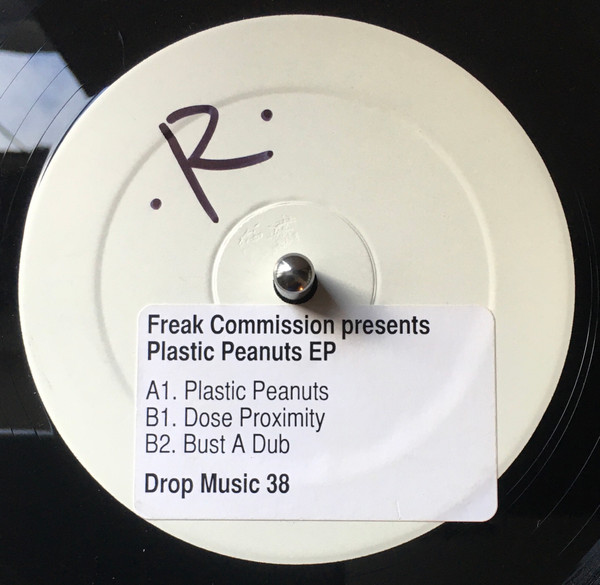 .R.
Freak Commission presents
Plastic Peanuts EP
A1. Plastic Peanuts
B1. Dose Proximity
B2. Bust A Dub
Drop Music 38